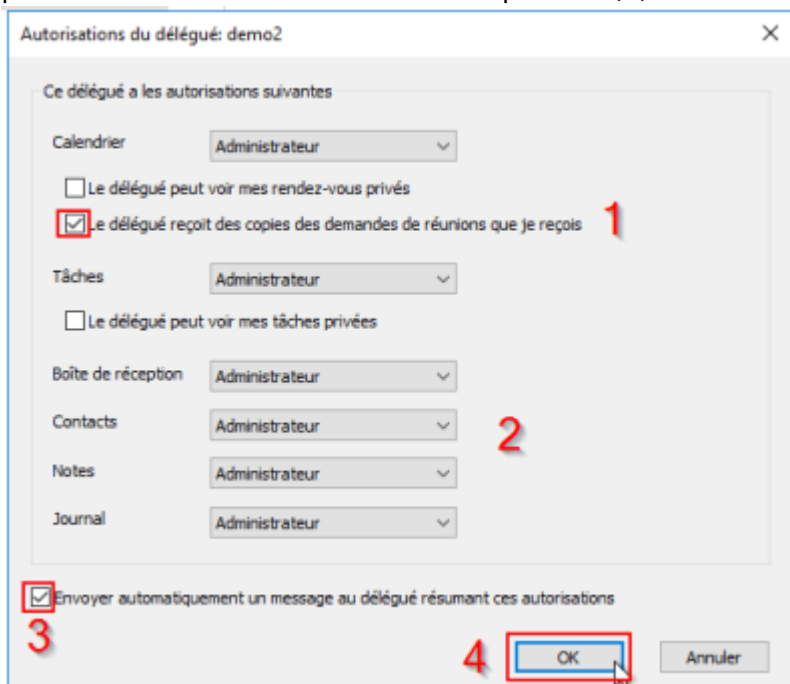 Autorisations du délégué: demo2
Ce délégué a les autorisations suivantes
Calendrier Administrateur
Le délégué peut voir mes rendez-vous privés
Le délégué reçoit des copies des demandes de réunions que je reçois 1
Tâches Administrateur
Le délégué peut voir mes tâches privées
Boîte de réception Administrateur
Contacts Administrateur 2
Notes Administrateur
Journal Administrateur
Envoyer automatiquement un message au délégué résumant ces autorisations
3
4 OK Annuler